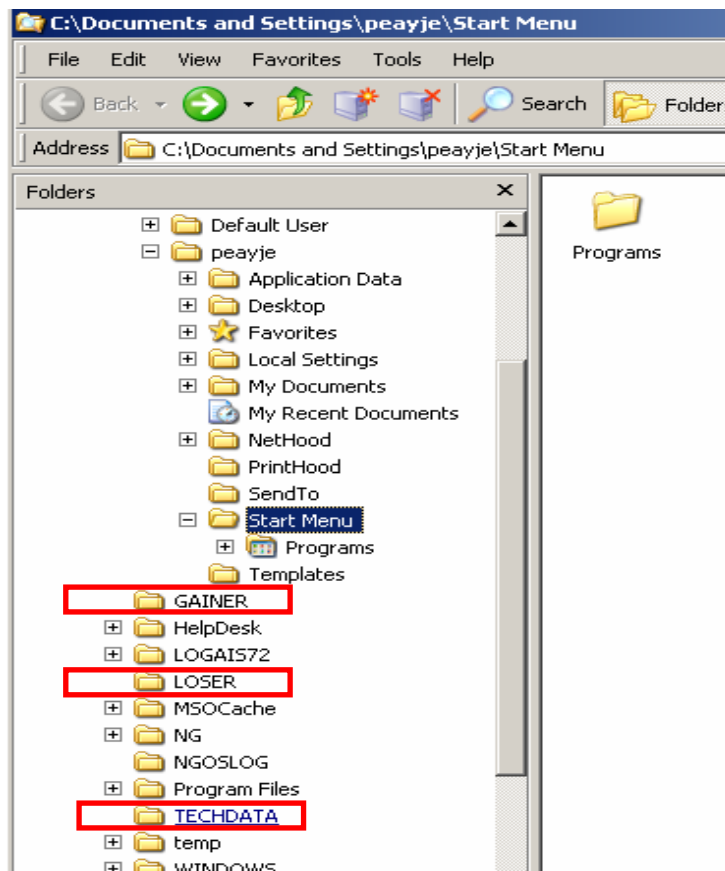 C:\Documents and Settings\peayje\Start Menu
File Edit View Favorites Tools Help
Back Search Folder
Address C:\Documents and Settings\peayje\Start Menu
Folders
Default User
peayje
Application Data
Desktop
Favorites
Local Settings
My Documents
My Recent Documents
NetHood
PrintHood
SendTo
Start Menu
Programs
Templates
GAINER
HelpDesk
LOGAIS72
LOSER
MSOCache
NG
NGOSLOG
Program Files
TECHDATA
temp
WINDOWS
Programs